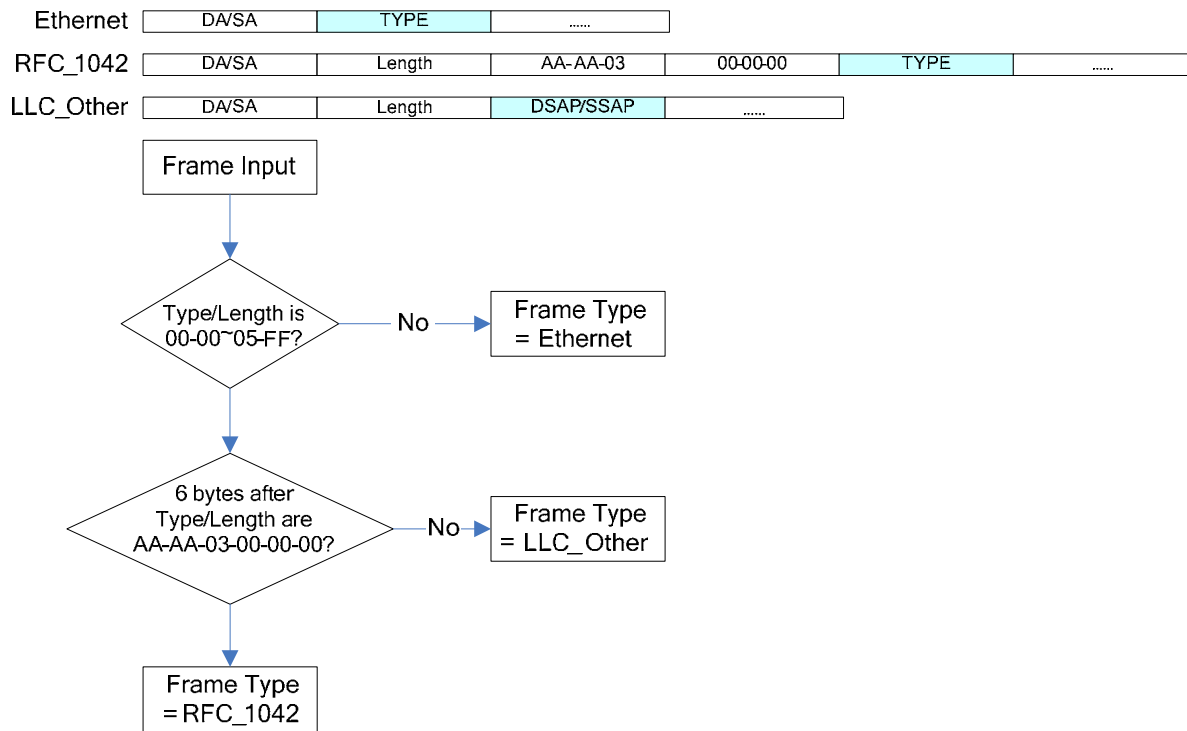 Ethernet DA/SA TYPE ......
RFC_1042 DA/SA Length AA-AA-03 00-00-00 TYPE ......
LLC_Other DA/SA Length DSAP/SSAP ......
Frame Input
Type/Length is
00-00~05-FF?
No
Frame Type
= Ethernet
6 bytes after
Type/Length are
AA-AA-03-00-00-00?
No
Frame Type
= LLC_Other
Frame Type
= RFC_1042